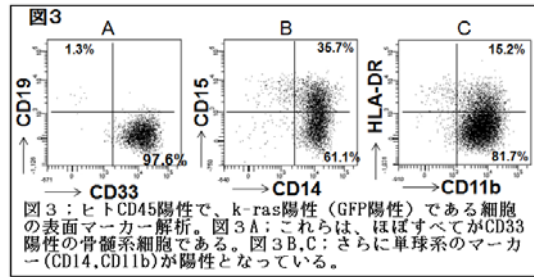 図3
A B C
1.3% 35.7% 15.2%
CD19 CD15 HLA-DR
97.6% 61.1% 81.7%
CD33 CD14 CD11b
図3；ヒトCD45陽性で、k-ras陽性（GFP陽性）である細胞
の表面マーカー解析。図3A；これらは、ほぼすべてがCD33
陽性の骨髄系細胞である。図3B,C；さらに単球系のマーカ
ー(CD14,CD11b)が陽性となっている。